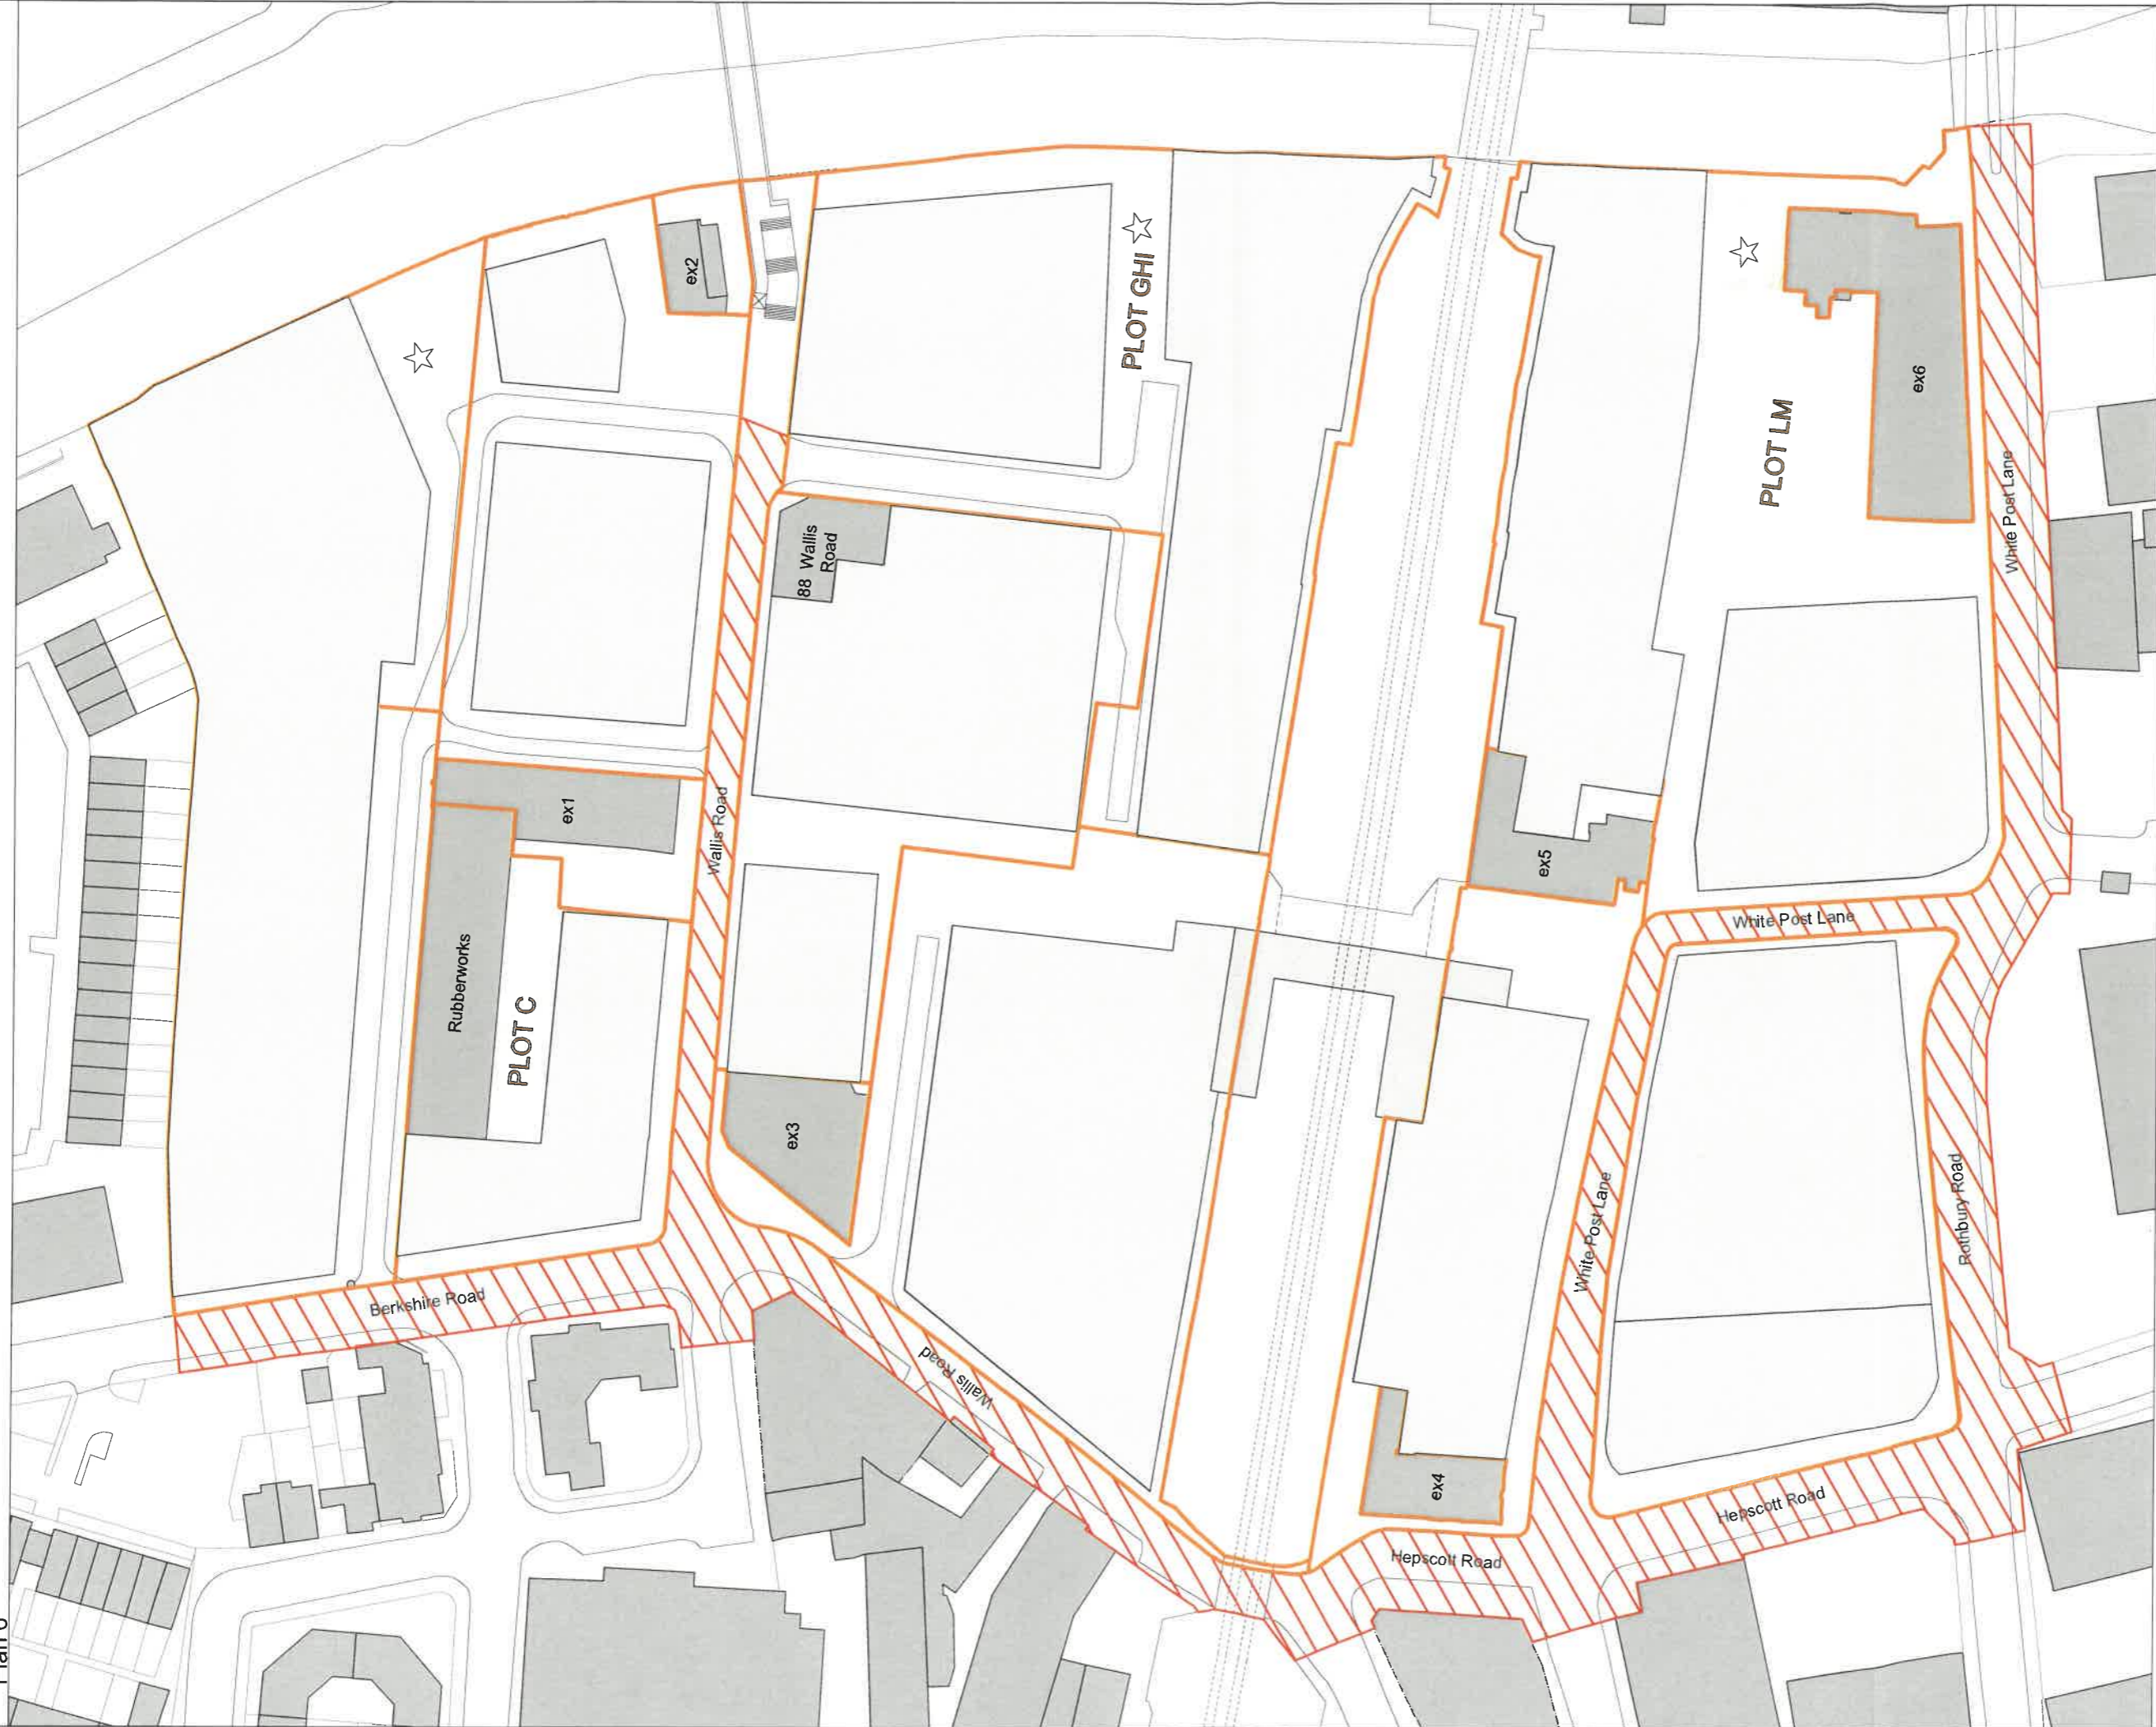 ex2
PLOT GHI
ex6
PLOT LM
White Post Lane
88 Wallis
Road
ex1
Wallis Road
ex5
White Post Lane
Rubberworks
PLOT C
ex3
White Post Lane
Rothbury Road
Berkshire Road
Wallis Road
ex4
Hepscott Road
Hepscott Road